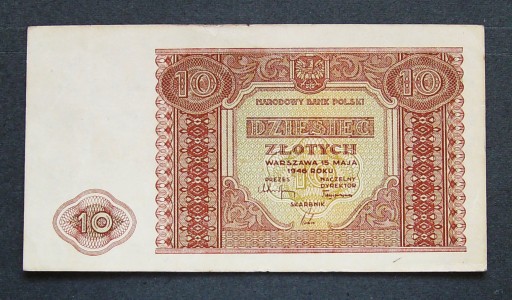 10 10
NARODOWY BANK POLSKI
DZIESIĘĆ
ZŁOTYCH
WARSZAWA 15 MAJA
1946 ROKU
PREZES NACZELNY
DYREKTOR
SKARBNIK
10